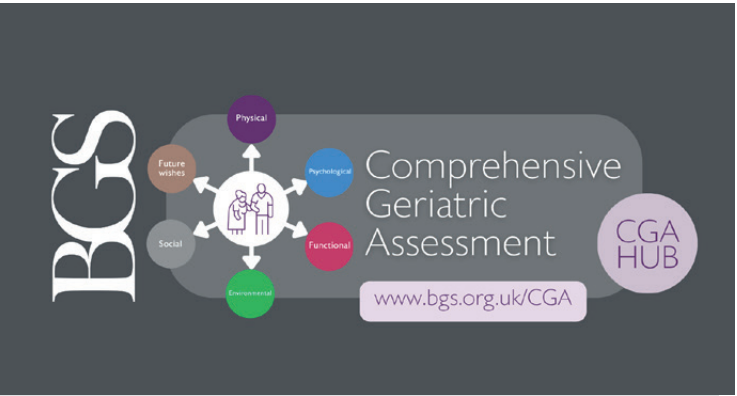 BGS
Physical
Psychological
Functional
Environmental
Social
Future
wishes
Comprehensive
Geriatric
Assessment
www.bgs.org.uk/CGA
CGA
HUB